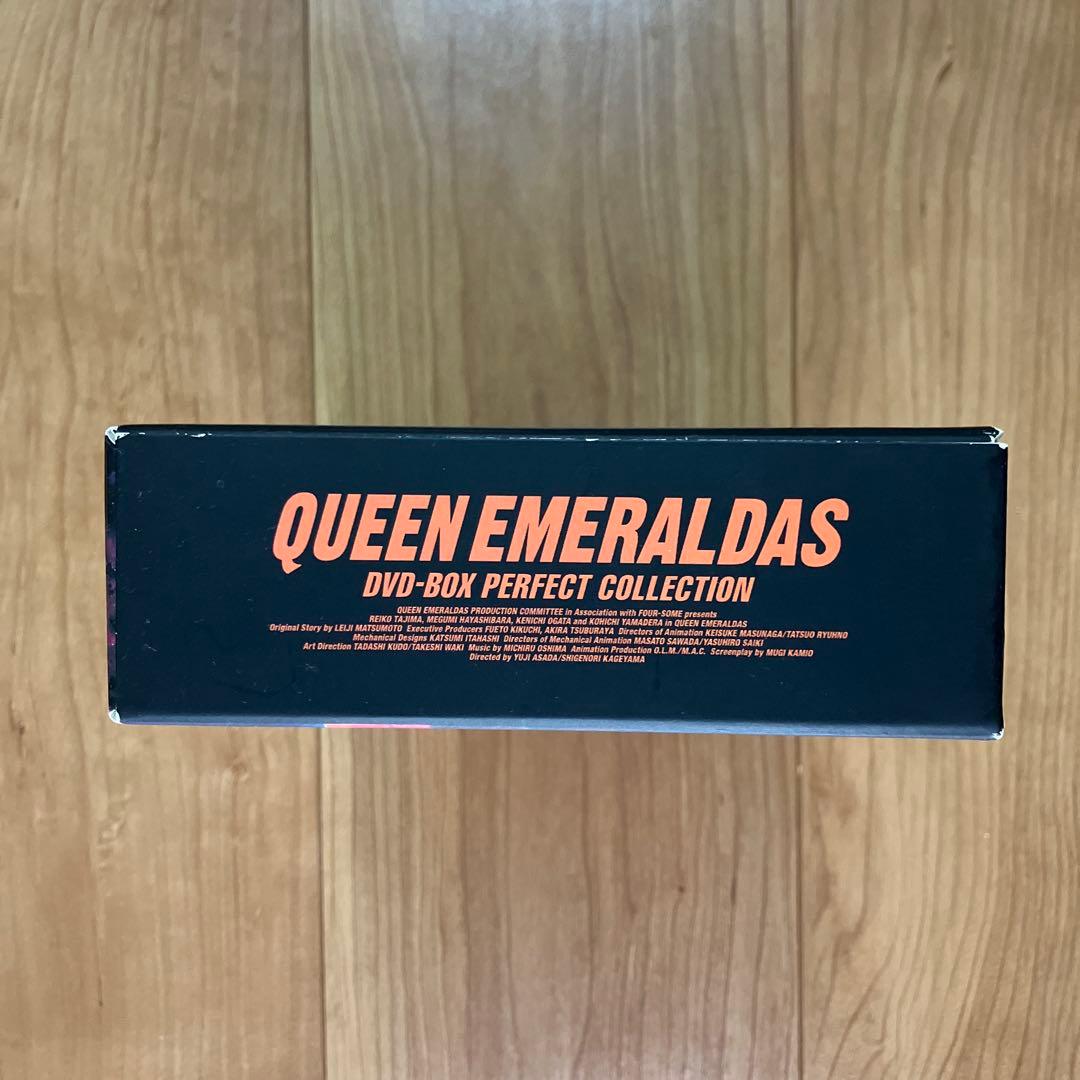 QUEEN EMERALDAS
DVD-BOX PERFECT COLLECTION
QUEEN EMERALDAS PRODUCTION COMMITTEE in Association with FOUR-SOME presents
REIKO TAJIMA, MEGUMI HAYASHIBARA, KENICHI OGATA and KOHICHI YAMADERA in QUEEN EMERALDAS
Original Story by LEIJI MATSUMOTO Executive Producers FUETO KIKUCHI, AKIRA TSUBURAYA Directors of Animation KEISUKE MASUNAGA/TATSUO RYUHNO
Mechanical Designs KATSUMI ITAHASHI Directors of Mechanical Animation MASATO SAWADA/YASUHIRO SAIKI
Art Direction TADASHI KUDO/TAKESHI WAKI Music by MICHIRU OSHIMA Animation Production O.L.M./M.A.C. Screenplay by MUGI KAMIO
Directed by YUJI ASADA/SHIGENORI KAGEYAMA